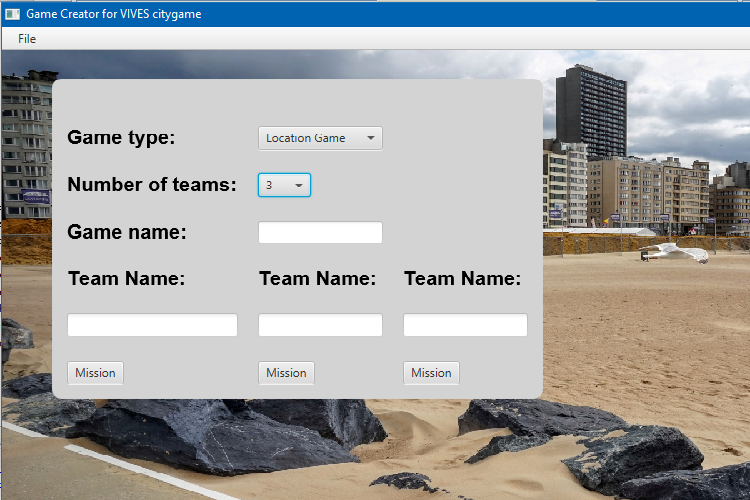 Game Creator for VIVES citygame
File
Game type: Location Game
Number of teams: 3
Game name:
Team Name: Team Name: Team Name:
Mission Mission Mission